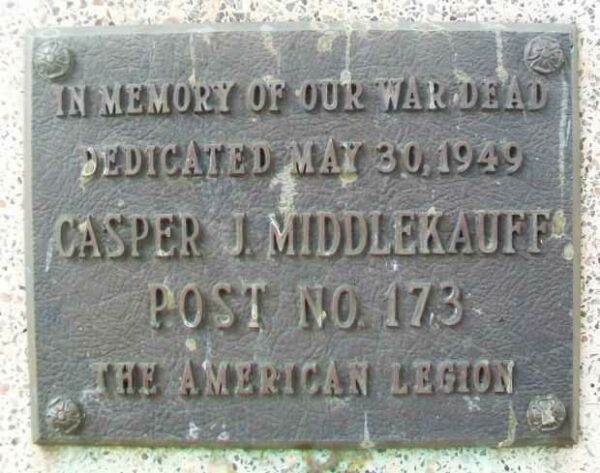 IN MEMORY OF OUR WAR DEAD
DEDICATED MAY 30, 1949
CASPER J. MIDDLEKAUFF
POST NO. 173
THE AMERICAN LEGION